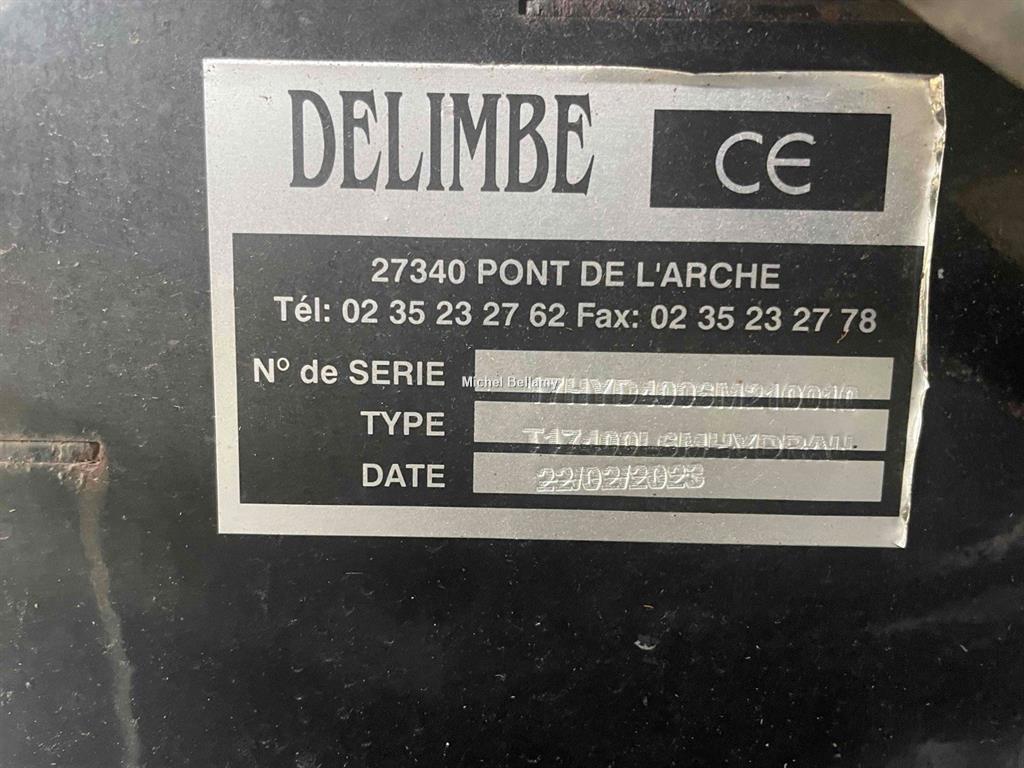 DELIMBE CE
27340 PONT DE L'ARCHE
Tél: 02 35 23 27 62 Fax: 02 35 23 27 78
N° de SERIE 17HYD400SM210010
Michel Bellamy
TYPE
DATE 22/02/2023